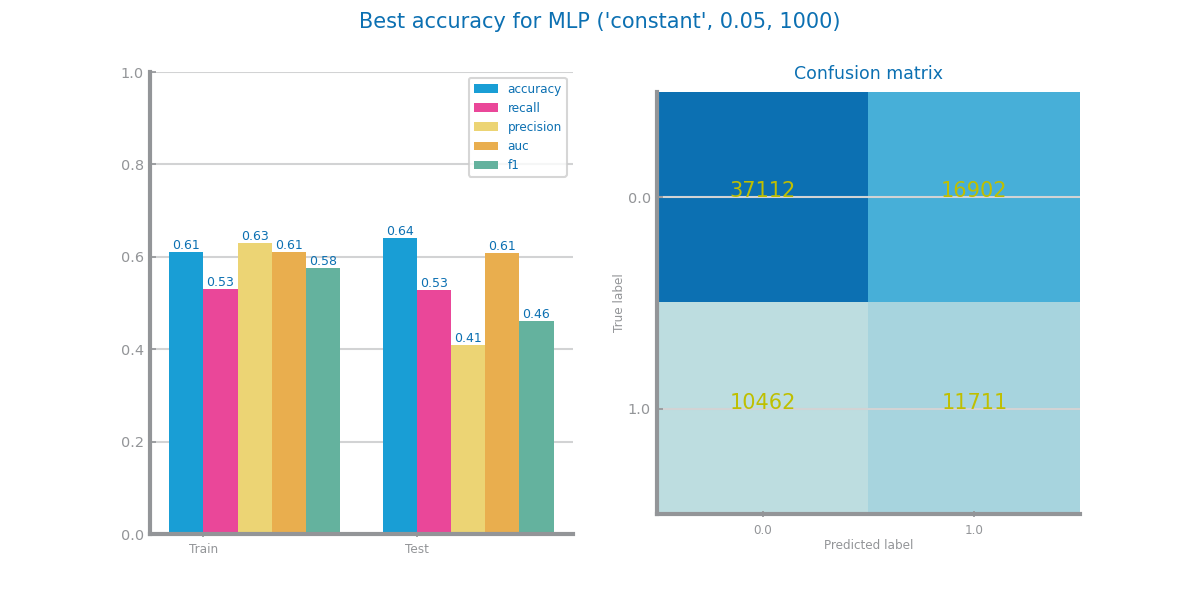 Best accuracy for MLP ('constant', 0.05, 1000)
1.0
0.8
0.6
0.4
0.2
0.0
accuracy
recall
precision
auc
f1
0.61
0.53
0.63
0.61
0.58
0.64
0.53
0.41
0.61
0.46
Train
Test
Confusion matrix
True label
0.0
1.0
37112
16902
10462
11711
0.0
1.0
Predicted label